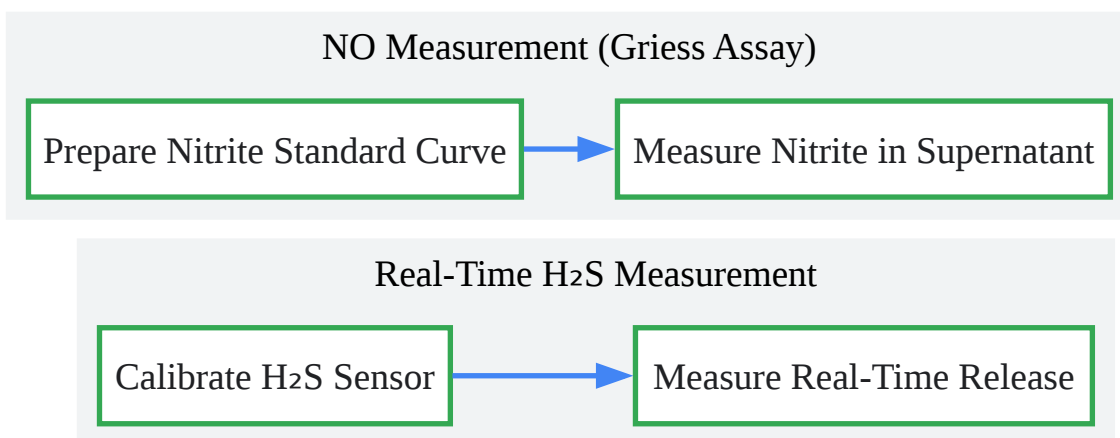 NO Measurement (Griess Assay)
Prepare Nitrite Standard Curve
Measure Nitrite in Supernatant
Real-Time H₂S Measurement
Calibrate H₂S Sensor
Measure Real-Time Release